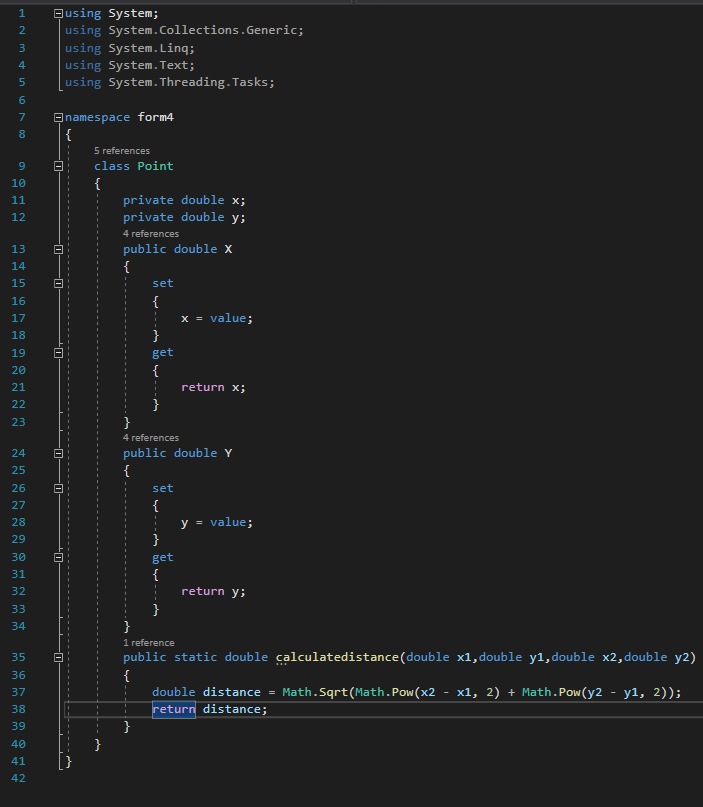 1 using System;
2 using System.Collections.Generic;
3 using System.Linq;
4 using System.Text;
5 using System.Threading.Tasks;
6
7 namespace form4
8 {
5 references
9 class Point
10 {
11 private double x;
12 private double y;
4 references
13 public double X
14 {
15 set
16 {
17 x = value;
18 }
19 get
20 {
21 return x;
22 }
23 }
4 references
24 public double Y
25 {
26 set
27 {
28 y = value;
29 }
30 get
31 {
32 return y;
33 }
34 }
1 reference
35 public static double calculatedistance(double x1,double y1,double x2,double y2)
36 {
37 double distance = Math.Sqrt(Math.Pow(x2 - x1, 2) + Math.Pow(y2 - y1, 2));
38 return distance;
39 }
40 }
41 }
42